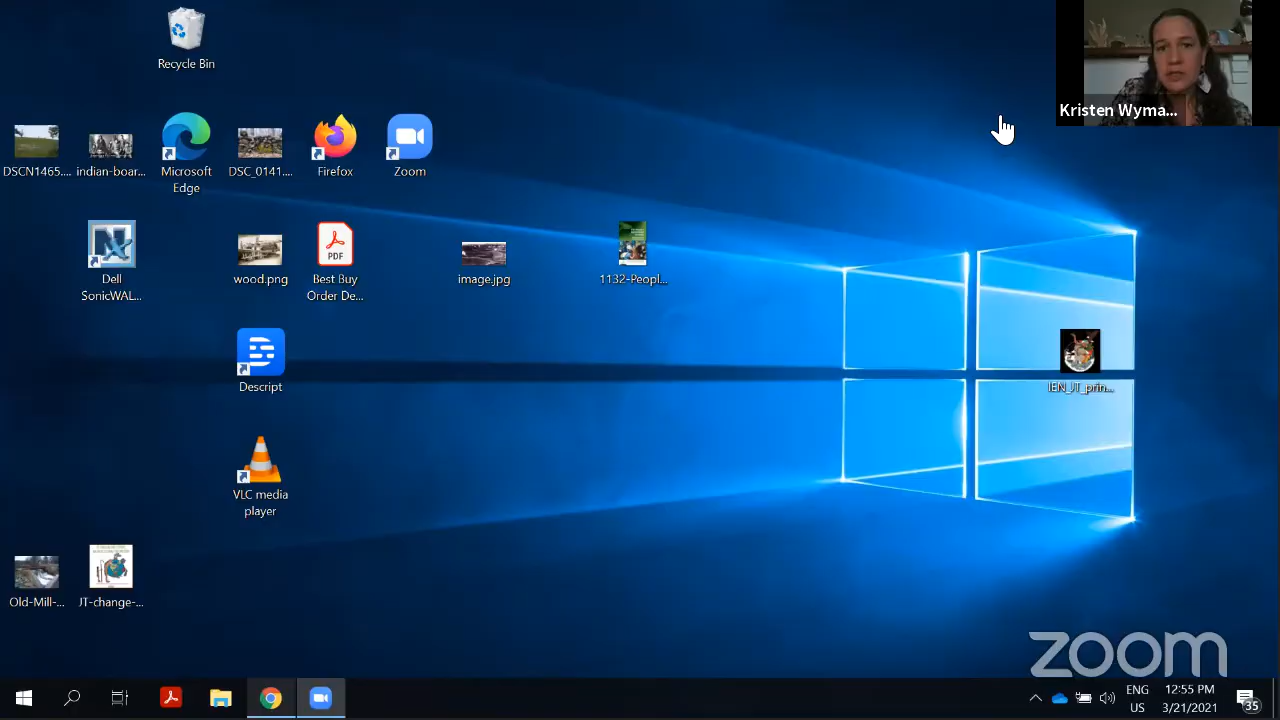 Recycle Bin
Kristen Wyma...
DSCN1465....
indian-boar...
Microsoft
Edge
DSC_0141....
Firefox
Zoom
Dell
SonicWAL...
wood.png
PDF
Best Buy
Order De...
image.jpg
1132-Peopl...
Descript
IEN_JT_prin...
VLC media
player
Old-Mill-...
JT-change-...
zoom
ENG
US
12:55 PM
3/21/2021
35